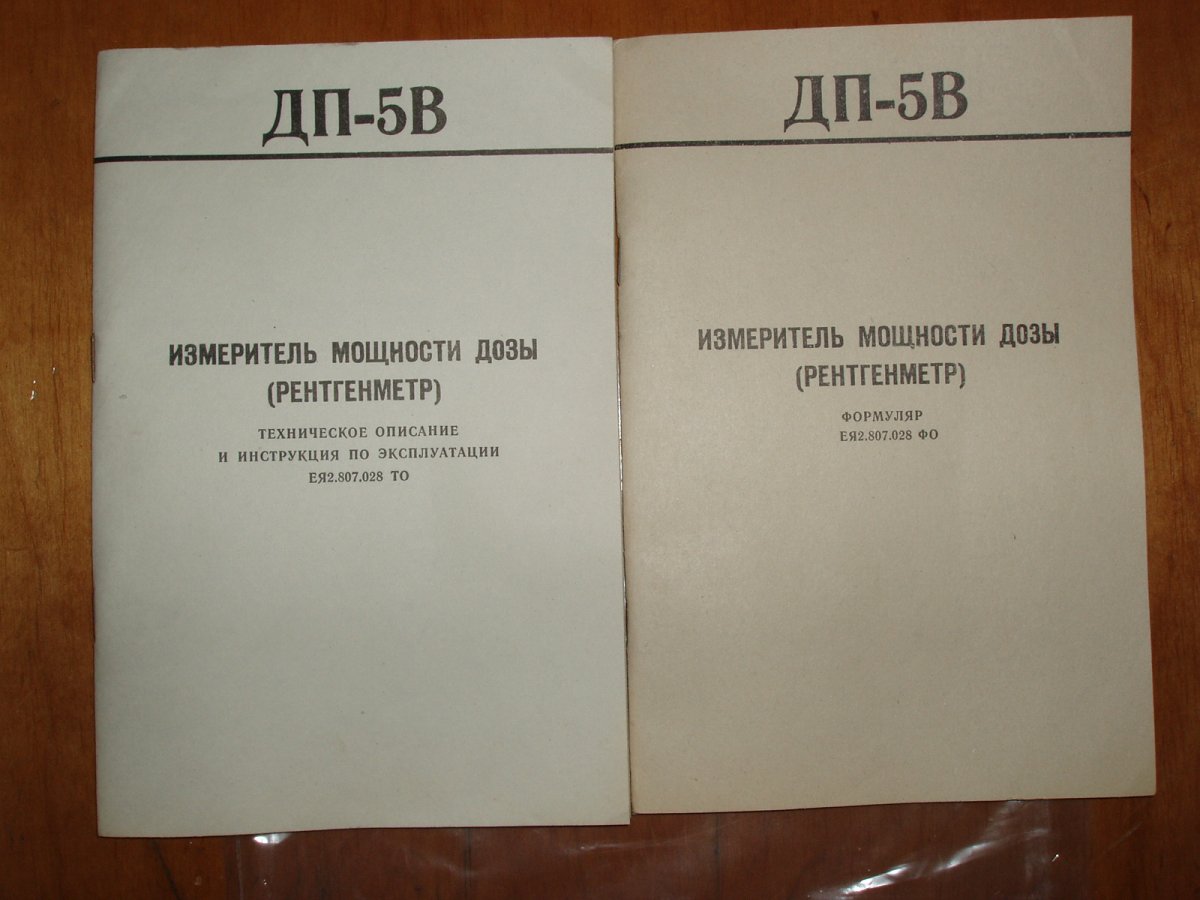 ДП-5В
ИЗМЕРИТЕЛЬ МОЩНОСТИ ДОЗЫ
(РЕНТГЕНМЕТР)
ТЕХНИЧЕСКОЕ ОПИСАНИЕ
И ИНСТРУКЦИЯ ПО ЭКСПЛУАТАЦИИ
ЕЯ2.807.028 ТО
ДП-5В
ИЗМЕРИТЕЛЬ МОЩНОСТИ ДОЗЫ
(РЕНТГЕНМЕТР)
ФОРМУЛЯР
ЕЯ2.807.028 ФО